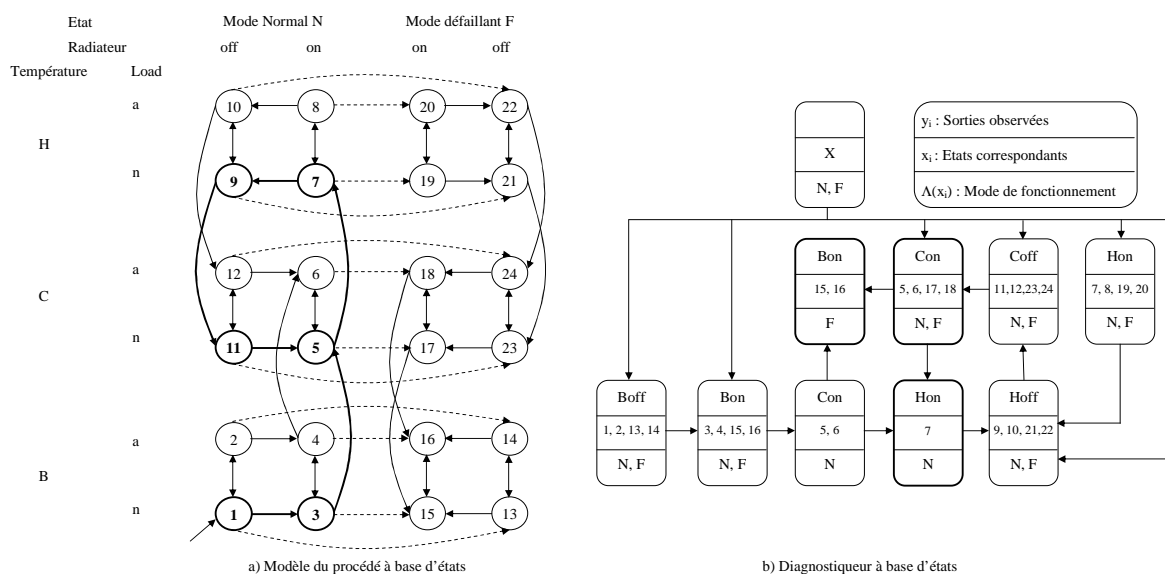 Etat Mode Normal N Mode défaillant F
Radiateur off on on off
Température Load
a 10 8 20 22
H
n 9 7 19 21
a 12 6 18 24
C
n 11 5 17 23
a 2 4 16 14
B
n 1 3 15 13
a) Modèle du procédé à base d'états
X
N, F
yᵢ : Sorties observées
xᵢ : Etats correspondants
Λ(xᵢ) : Mode de fonctionnement
Bon Con Coff Hon
15, 16 5, 6, 17, 18 11,12,23,24 7, 8, 19, 20
F N, F N, F N, F
Boff Bon Con Hon Hoff
1, 2, 13, 14 3, 4, 15, 16 5, 6 7 9, 10, 21,22
N, F N, F N N N, F
b) Diagnostiqueur à base d'états